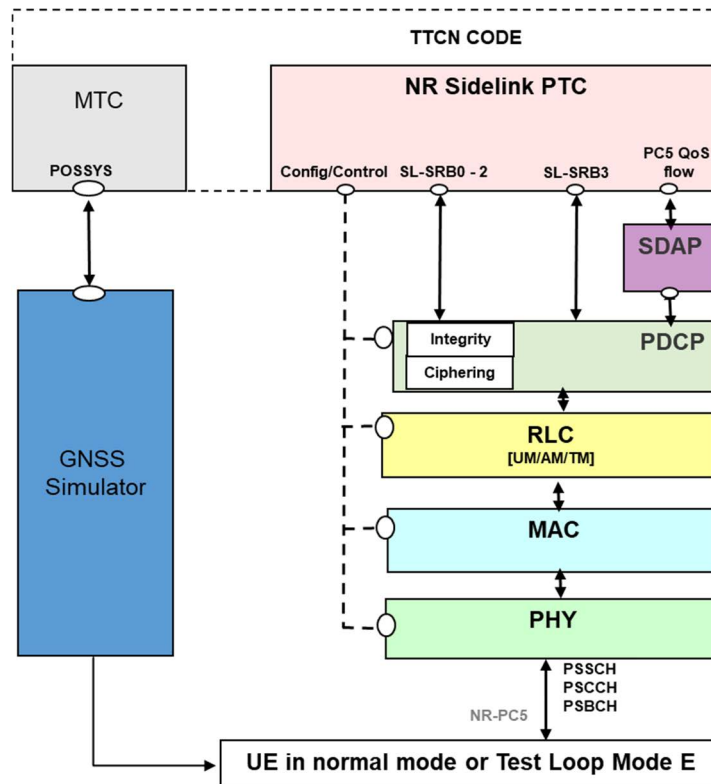 TTCN CODE
MTC
NR Sidelink PTC
POSSYS
Config/Control
SL-SRB0 - 2
SL-SRB3
PC5 QoS
flow
SDAP
Integrity
PDCP
Ciphering
RLC
[UM/AM/TM]
GNSS
Simulator
MAC
PHY
PSSCH
PSCCH
PSBCH
NR-PC5
UE in normal mode or Test Loop Mode E